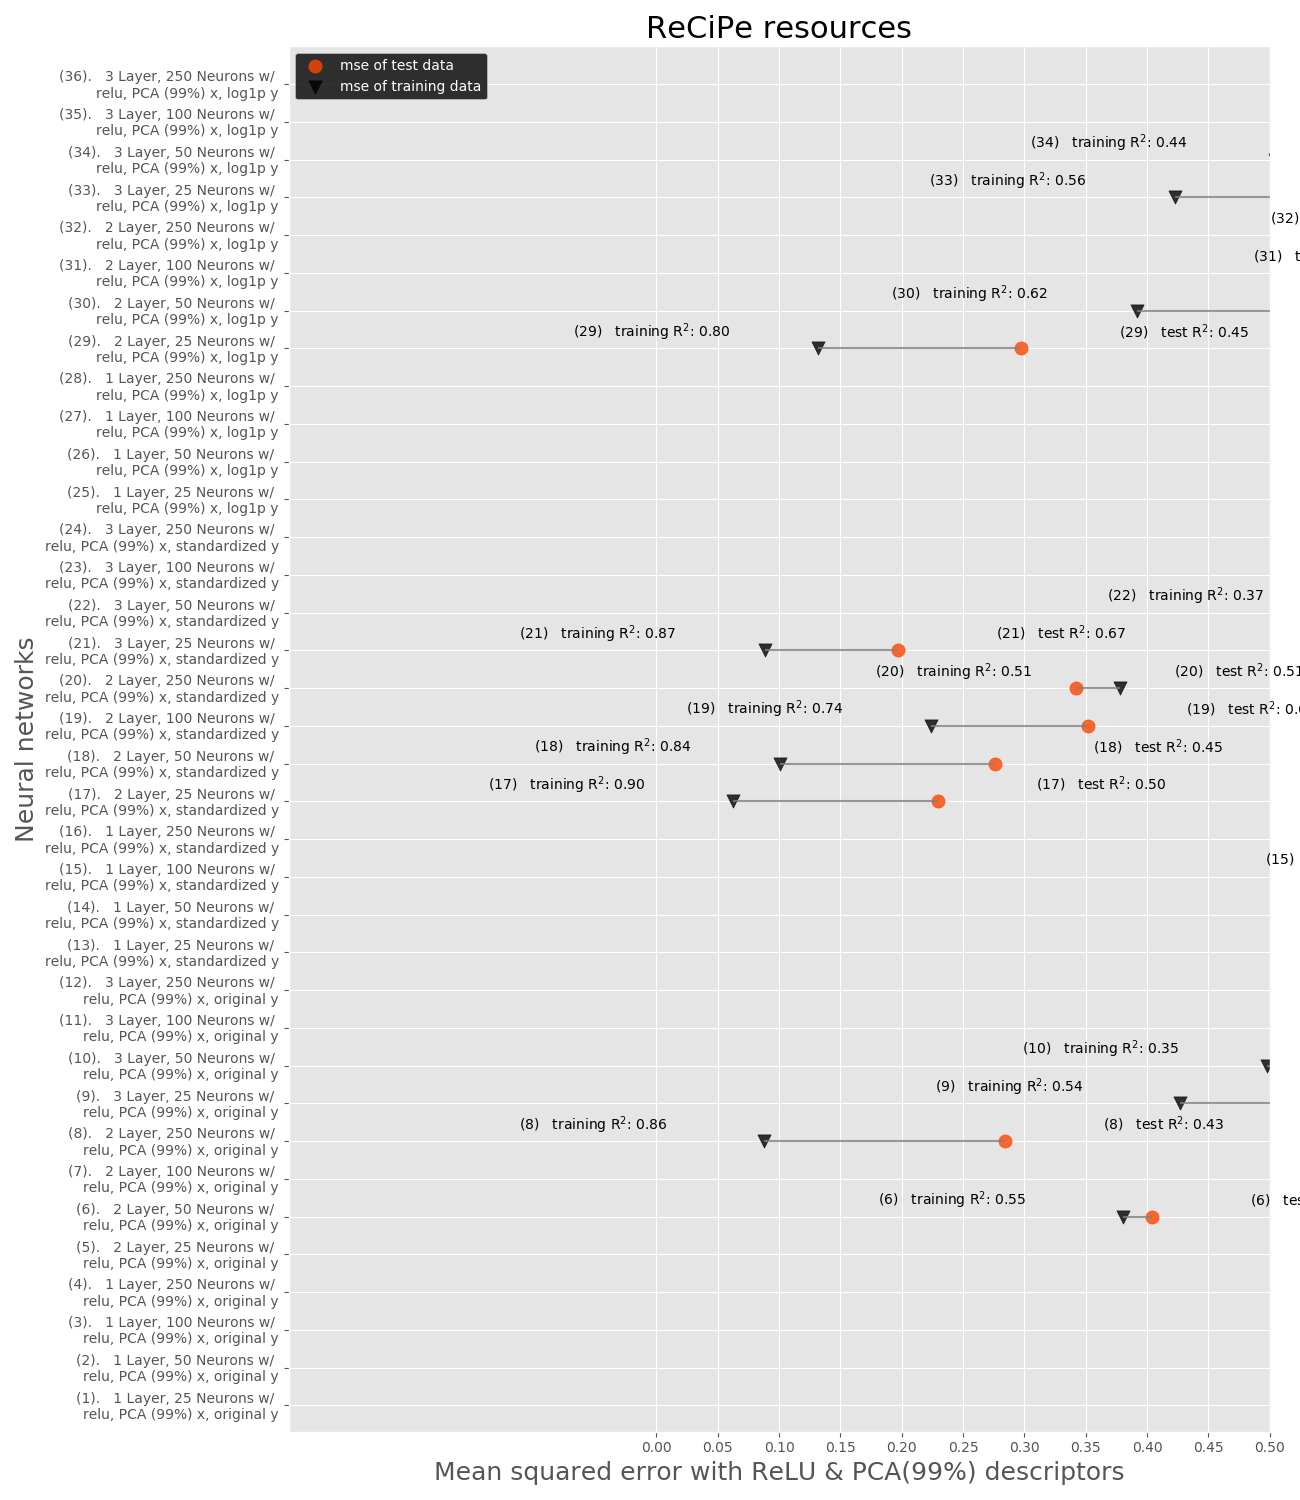 ReCiPe resources
mse of test data
mse of training data
(36).   3 Layer, 250 Neurons w/
relu, PCA (99%) x, log1p y
(35).   3 Layer, 100 Neurons w/
relu, PCA (99%) x, log1p y
(34).   3 Layer, 50 Neurons w/
relu, PCA (99%) x, log1p y
(34)   training R²: 0.44
(33).   3 Layer, 25 Neurons w/
relu, PCA (99%) x, log1p y
(33)   training R²: 0.56
(32).   2 Layer, 250 Neurons w/
relu, PCA (99%) x, log1p y
(32)
(31).   2 Layer, 100 Neurons w/
relu, PCA (99%) x, log1p y
(31)   t
(30).   2 Layer, 50 Neurons w/
relu, PCA (99%) x, log1p y
(30)   training R²: 0.62
(29).   2 Layer, 25 Neurons w/
relu, PCA (99%) x, log1p y
(29)   training R²: 0.80
(29)   test R²: 0.45
(28).   1 Layer, 250 Neurons w/
relu, PCA (99%) x, log1p y
(27).   1 Layer, 100 Neurons w/
relu, PCA (99%) x, log1p y
(26).   1 Layer, 50 Neurons w/
relu, PCA (99%) x, log1p y
(25).   1 Layer, 25 Neurons w/
relu, PCA (99%) x, log1p y
(24).   3 Layer, 250 Neurons w/
relu, PCA (99%) x, standardized y
(23).   3 Layer, 100 Neurons w/
relu, PCA (99%) x, standardized y
(22).   3 Layer, 50 Neurons w/
relu, PCA (99%) x, standardized y
(22)   training R²: 0.37
(21).   3 Layer, 25 Neurons w/
relu, PCA (99%) x, standardized y
(21)   training R²: 0.87
(21)   test R²: 0.67
(20).   2 Layer, 250 Neurons w/
relu, PCA (99%) x, standardized y
(20)   training R²: 0.51
(20)   test R²: 0.51
(19).   2 Layer, 100 Neurons w/
relu, PCA (99%) x, standardized y
(19)   training R²: 0.74
(19)   test R²: 0.
(18).   2 Layer, 50 Neurons w/
relu, PCA (99%) x, standardized y
(18)   training R²: 0.84
(18)   test R²: 0.45
(17).   2 Layer, 25 Neurons w/
relu, PCA (99%) x, standardized y
(17)   training R²: 0.90
(17)   test R²: 0.50
(16).   1 Layer, 250 Neurons w/
relu, PCA (99%) x, standardized y
(15).   1 Layer, 100 Neurons w/
relu, PCA (99%) x, standardized y
(15)
(14).   1 Layer, 50 Neurons w/
relu, PCA (99%) x, standardized y
(13).   1 Layer, 25 Neurons w/
relu, PCA (99%) x, standardized y
(12).   3 Layer, 250 Neurons w/
relu, PCA (99%) x, original y
(11).   3 Layer, 100 Neurons w/
relu, PCA (99%) x, original y
(10).   3 Layer, 50 Neurons w/
relu, PCA (99%) x, original y
(10)   training R²: 0.35
(9).   3 Layer, 25 Neurons w/
relu, PCA (99%) x, original y
(9)   training R²: 0.54
(8).   2 Layer, 250 Neurons w/
relu, PCA (99%) x, original y
(8)   training R²: 0.86
(8)   test R²: 0.43
(7).   2 Layer, 100 Neurons w/
relu, PCA (99%) x, original y
(6).   2 Layer, 50 Neurons w/
relu, PCA (99%) x, original y
(6)   training R²: 0.55
(6)   tes
(5).   2 Layer, 25 Neurons w/
relu, PCA (99%) x, original y
(4).   1 Layer, 250 Neurons w/
relu, PCA (99%) x, original y
(3).   1 Layer, 100 Neurons w/
relu, PCA (99%) x, original y
(2).   1 Layer, 50 Neurons w/
relu, PCA (99%) x, original y
(1).   1 Layer, 25 Neurons w/
relu, PCA (99%) x, original y
Neural networks
0.00 0.05 0.10 0.15 0.20 0.25 0.30 0.35 0.40 0.45 0.50
Mean squared error with ReLU & PCA(99%) descriptors